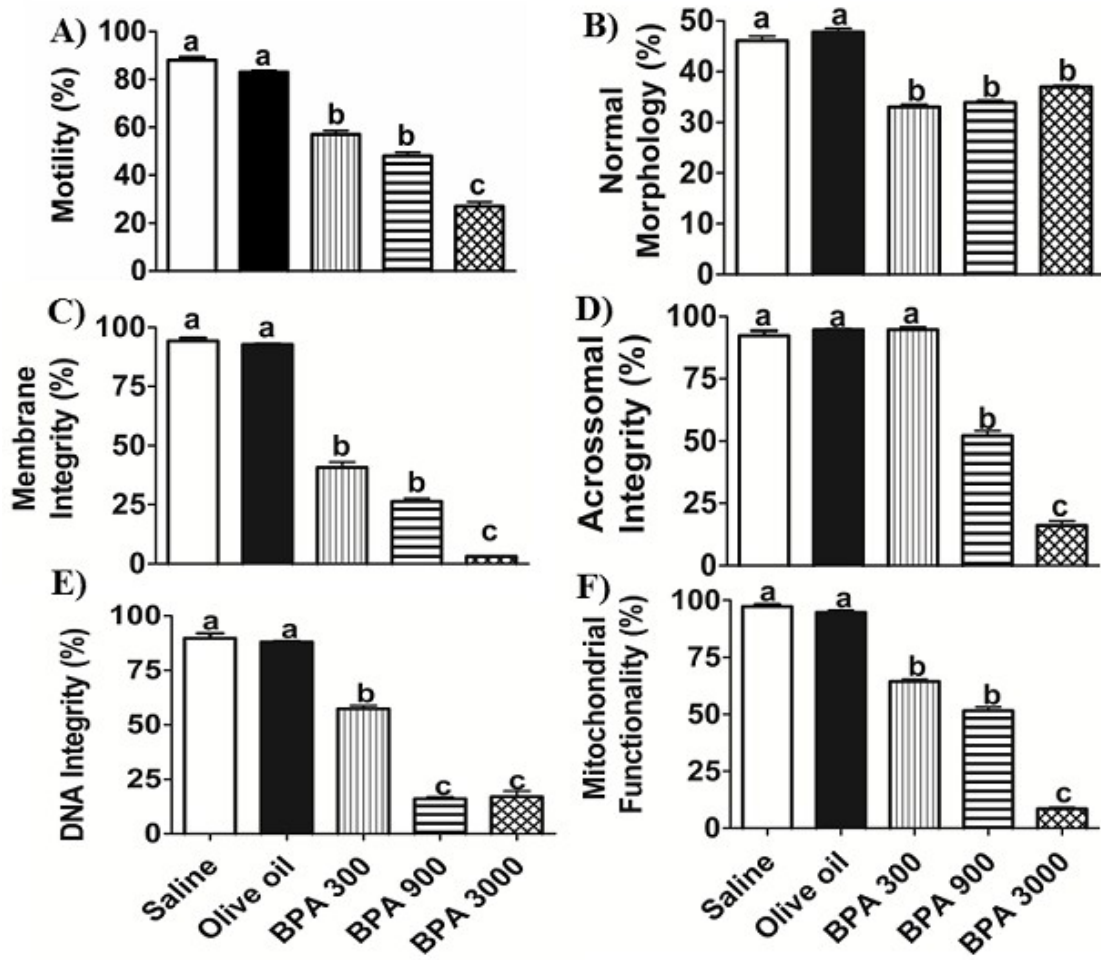 A)
Motility (%)
100
80
60
40
20
0
a
a
b
b
c
B)
Normal
Morphology (%)
50
40
30
20
10
0
a
a
b
b
b
C)
Membrane
Integrity (%)
100
75
50
25
0
a
a
b
b
c
D)
Acrossomal
Integrity (%)
100
75
50
25
0
a
a
a
b
c
E)
DNA Integrity (%)
100
75
50
25
0
a
a
b
c
c
Saline
Olive oil
BPA 300
BPA 900
BPA 3000
F)
Mitochondrial
Functionality (%)
100
75
50
25
0
a
a
b
b
c
Saline
Olive oil
BPA 300
BPA 900
BPA 3000